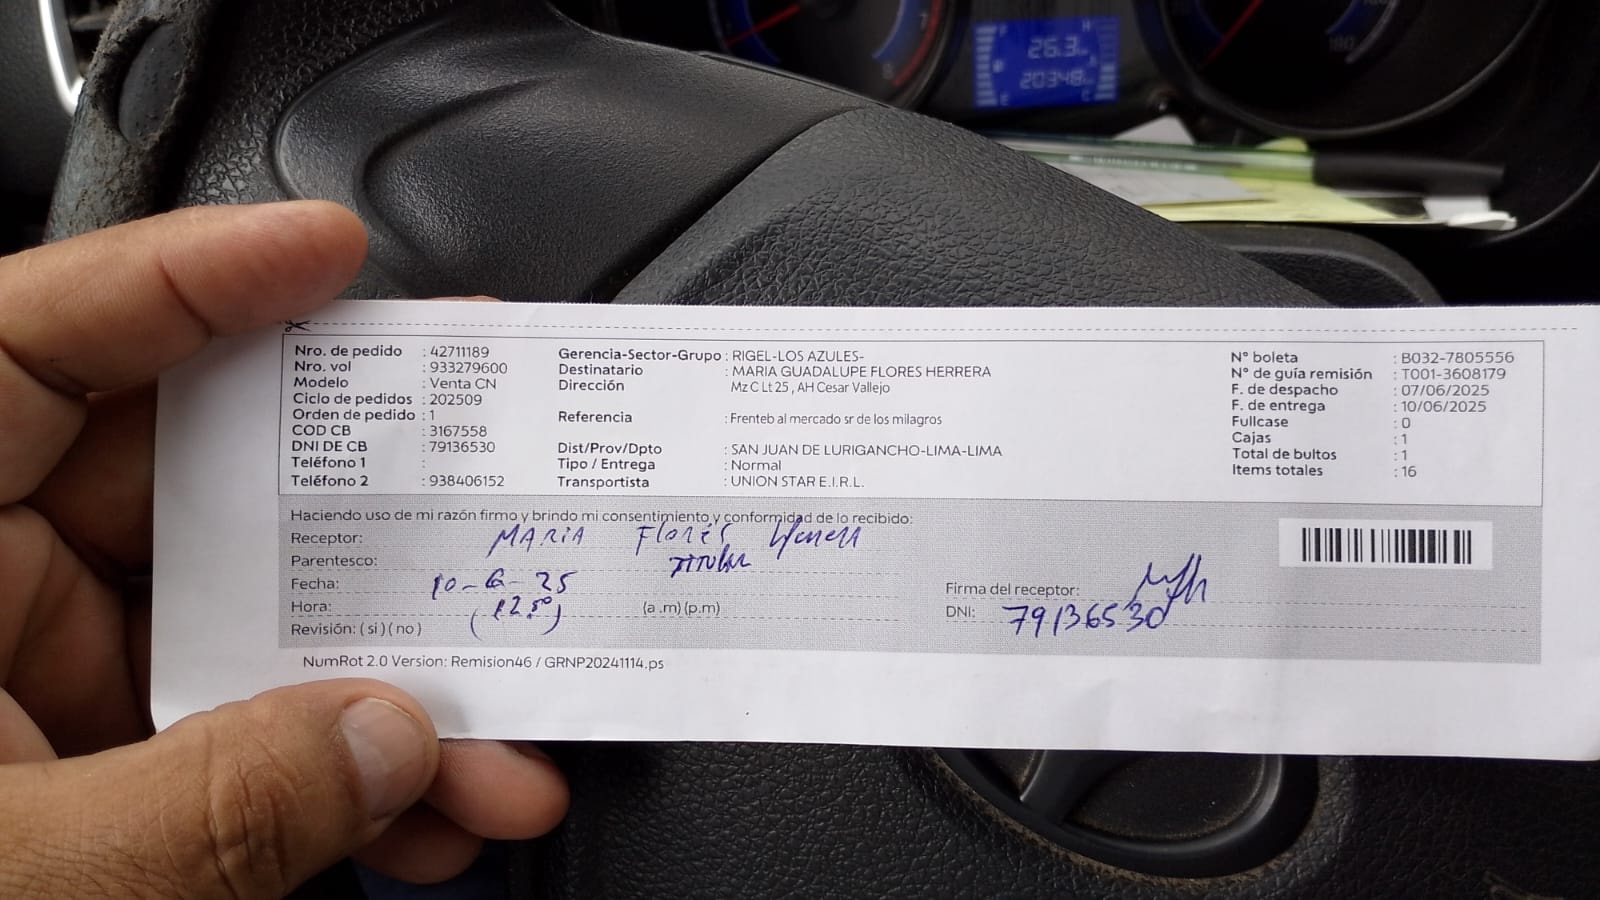 26.3
20348
Nro. de pedido : 42711189
Nro. vol : 933279600
Modelo : Venta CN
Ciclo de pedidos : 202509
Orden de pedido : 1
COD CB : 3167558
DNI DE CB : 79136530
Teléfono 1 :
Teléfono 2 : 938406152
Gerencia-Sector-Grupo : RIGEL-LOS AZULES-
Destinatario : MARIA GUADALUPE FLORES HERRERA
Dirección Mz C Lt 25 , AH Cesar Vallejo
Referencia : Frenteb al mercado sr de los milagros
Dist/Prov/Dpto : SAN JUAN DE LURIGANCHO-LIMA-LIMA
Tipo / Entrega : Normal
Transportista : UNION STAR E.I.R.L.
N° boleta : B032-7805556
N° de guía remisión : T001-3608179
F. de despacho : 07/06/2025
F. de entrega : 10/06/2025
Fullcase : 0
Cajas : 1
Total de bultos : 1
Items totales : 16
Haciendo uso de mi razón firmo y brindo mi consentimiento y conformidad de lo recibido:
Receptor: MARIA Flores
Parentesco: TITULAR
Fecha: 10-6-25
Hora: (12.50) (a .m) (p.m)
Revisión: ( si ) ( no )
Firma del receptor:
DNI: 79136530
NumRot 2.0 Version: Remision46 / GRNP20241114.ps